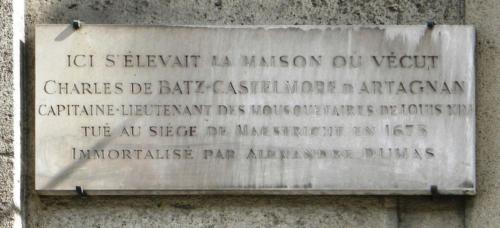 ICI S'ÉLEVAIT LA MAISON OU VÉCUT
CHARLES DE BATZ-CASTELMORE D'ARTAGNAN
CAPITAINE-LIEUTENANT DES MOUSQUETAIRES DE LOUIS XIV
TUÉ AU SIÈGE DE MAESTRICHT EN 1673
IMMORTALISÉ PAR ALEXANDRE DUMAS